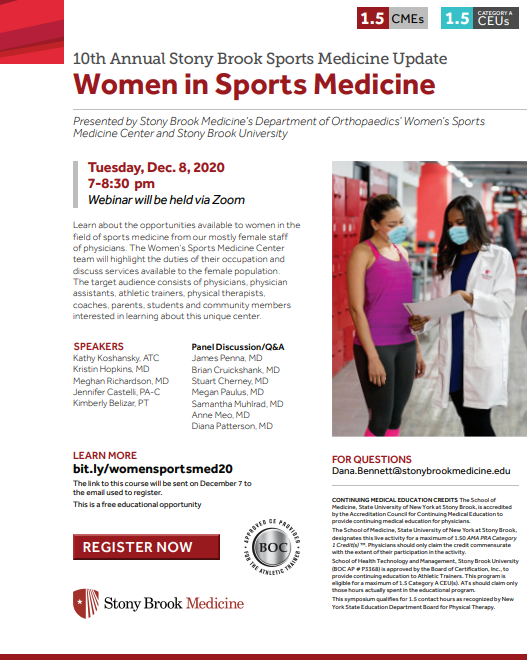 1.5 CMEs
1.5 CATEGORY A CEUs
10th Annual Stony Brook Sports Medicine Update
Women in Sports Medicine
Presented by Stony Brook Medicine's Department of Orthopaedics' Women's Sports
Medicine Center and Stony Brook University
Tuesday, Dec. 8, 2020
7-8:30 pm
Webinar will be held via Zoom
Learn about the opportunities available to women in the
field of sports medicine from our mostly female staff
of physicians. The Women's Sports Medicine Center
team will highlight the duties of their occupation and
discuss services available to the female population.
The target audience consists of physicians, physician
assistants, athletic trainers, physical therapists,
coaches, parents, students and community members
interested in learning about this unique center.
SPEAKERS
Kathy Koshansky, ATC
Kristin Hopkins, MD
Meghan Richardson, MD
Jennifer Castelli, PA-C
Kimberly Belizar, PT
Panel Discussion/Q&A
James Penna, MD
Brian Cruickshank, MD
Stuart Cherney, MD
Megan Paulus, MD
Samantha Muhlrad, MD
Anne Meo, MD
Diana Patterson, MD
LEARN MORE
bit.ly/womensportsmed20
The link to this course will be sent on December 7 to
the email used to register.
This is a free educational opportunity
REGISTER NOW
APPROVED CE PROVIDER
BOC
FOR THE ATHLETIC TRAINER
Stony Brook Medicine
FOR QUESTIONS
Dana.Bennett@stonybrookmedicine.edu
CONTINUING MEDICAL EDUCATION CREDITS The School of
Medicine, State University of New York at Stony Brook, is accredited
by the Accreditation Council for Continuing Medical Education to
provide continuing medical education for physicians.
The School of Medicine, State University of New York at Stony Brook,
designates this live activity for a maximum of 1.50 AMA PRA Category
1 Credit(s) ™. Physicians should only claim the credit commensurate
with the extent of their participation in the activity.
School of Health Technology and Management, Stony Brook University
(BOC AP # P3368) is approved by the Board of Certification, Inc., to
provide continuing education to Athletic Trainers. This program is
eligible for a maximum of 1.5 Category A CEU(s). ATs should claim only
those hours actually spent in the educational program.
This symposium qualifies for 1.5 contact hours as recognized by New
York State Education Department Board for Physical Therapy.